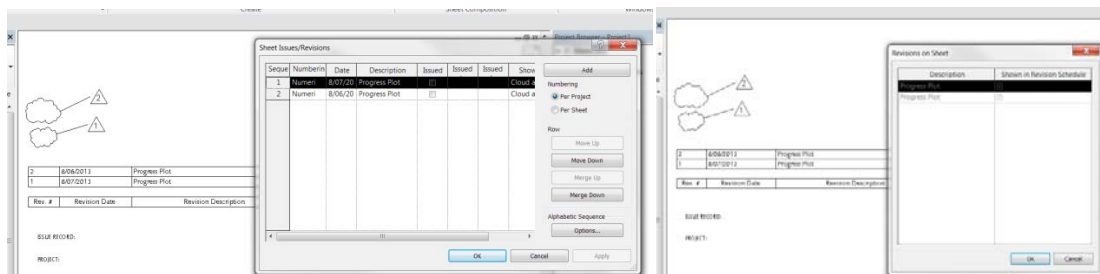 Create
Sheet Composition
Window
Project Browser - Project1
Sheet Issues/Revisions
Seque Numberin Date Description Issued Issued Issued Show
1 Numeri 8/07/20 Progress Plot Cloud a
2 Numeri 8/06/20 Progress Plot Cloud a
Add
Numbering
Per Project
Per Sheet
Row
Move Up
Move Down
Merge Up
Merge Down
Alphabetic Sequence
Options...
OK Cancel Apply
2
1
2 8/06/2013 Progress Plot
1 8/07/2013 Progress Plot
Rev. # Revision Date Revision Description
ISSUE RECORD:
PROJECT:
Revisions on Sheet
Description Shown in Revision Schedule
Progress Plot
Progress Plot
OK Cancel
2
1
2 8/06/2013 Progress Plot
1 8/07/2013 Progress Plot
Rev. # Revision Date Revision Description
ISSUE RECORD:
PROJECT: